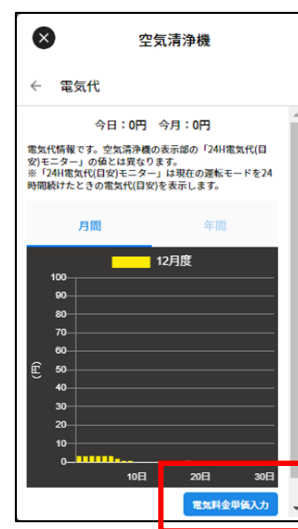 空気清浄機
← 電気代
今日：0円 今月：0円
電気代情報です。空気清浄機の表示部の「24H電気代(目
安)モニター」の値とは異なります。
※「24H電気代(目安)モニター」は現在の運転モードを24
時間続けたときの電気代(目安)を表示します。
月間 年間
12月度
100
90
80
70
60
50
40
30
20
10
0
(円)
10日 20日 30日
電気料金単価入力